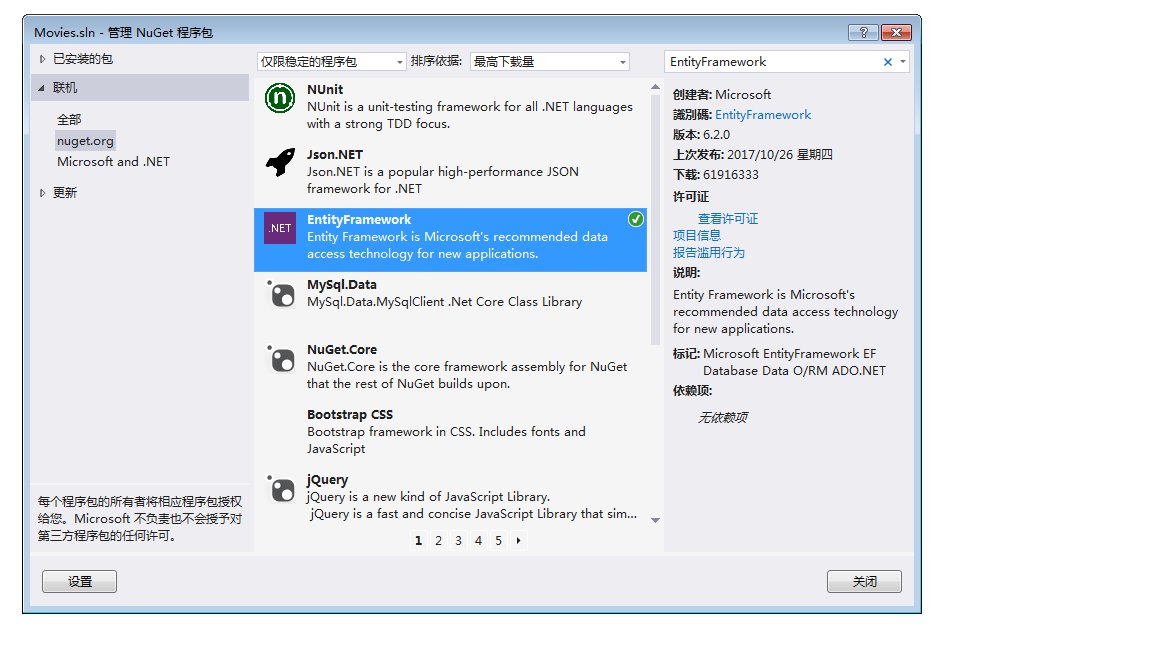 Movies.sln - 管理 NuGet 程序包
已安装的包
联机
全部
nuget.org
Microsoft and .NET
更新
每个程序包的所有者将相应程序包授权
给您。Microsoft 不负责也不会授予对
第三方程序包的任何许可。
仅限稳定的程序包
排序依据:
最高下载量
NUnit
NUnit is a unit-testing framework for all .NET languages
with a strong TDD focus.
Json.NET
Json.NET is a popular high-performance JSON
framework for .NET
.NET
EntityFramework
Entity Framework is Microsoft's recommended data
access technology for new applications.
MySql.Data
MySql.Data.MySqlClient .Net Core Class Library
NuGet.Core
NuGet.Core is the core framework assembly for NuGet
that the rest of NuGet builds upon.
Bootstrap CSS
Bootstrap framework in CSS. Includes fonts and
JavaScript
jQuery
jQuery is a new kind of JavaScript Library.
jQuery is a fast and concise JavaScript Library that sim...
1 2 3 4 5
EntityFramework
创建者: Microsoft
識別碼: EntityFramework
版本: 6.2.0
上次发布: 2017/10/26 星期四
下载: 61916333
许可证
查看许可证
项目信息
报告滥用行为
说明:
Entity Framework is Microsoft's
recommended data access technology
for new applications.
标记: Microsoft EntityFramework EF
Database Data O/RM ADO.NET
依赖项:
无依赖项
设置
关闭